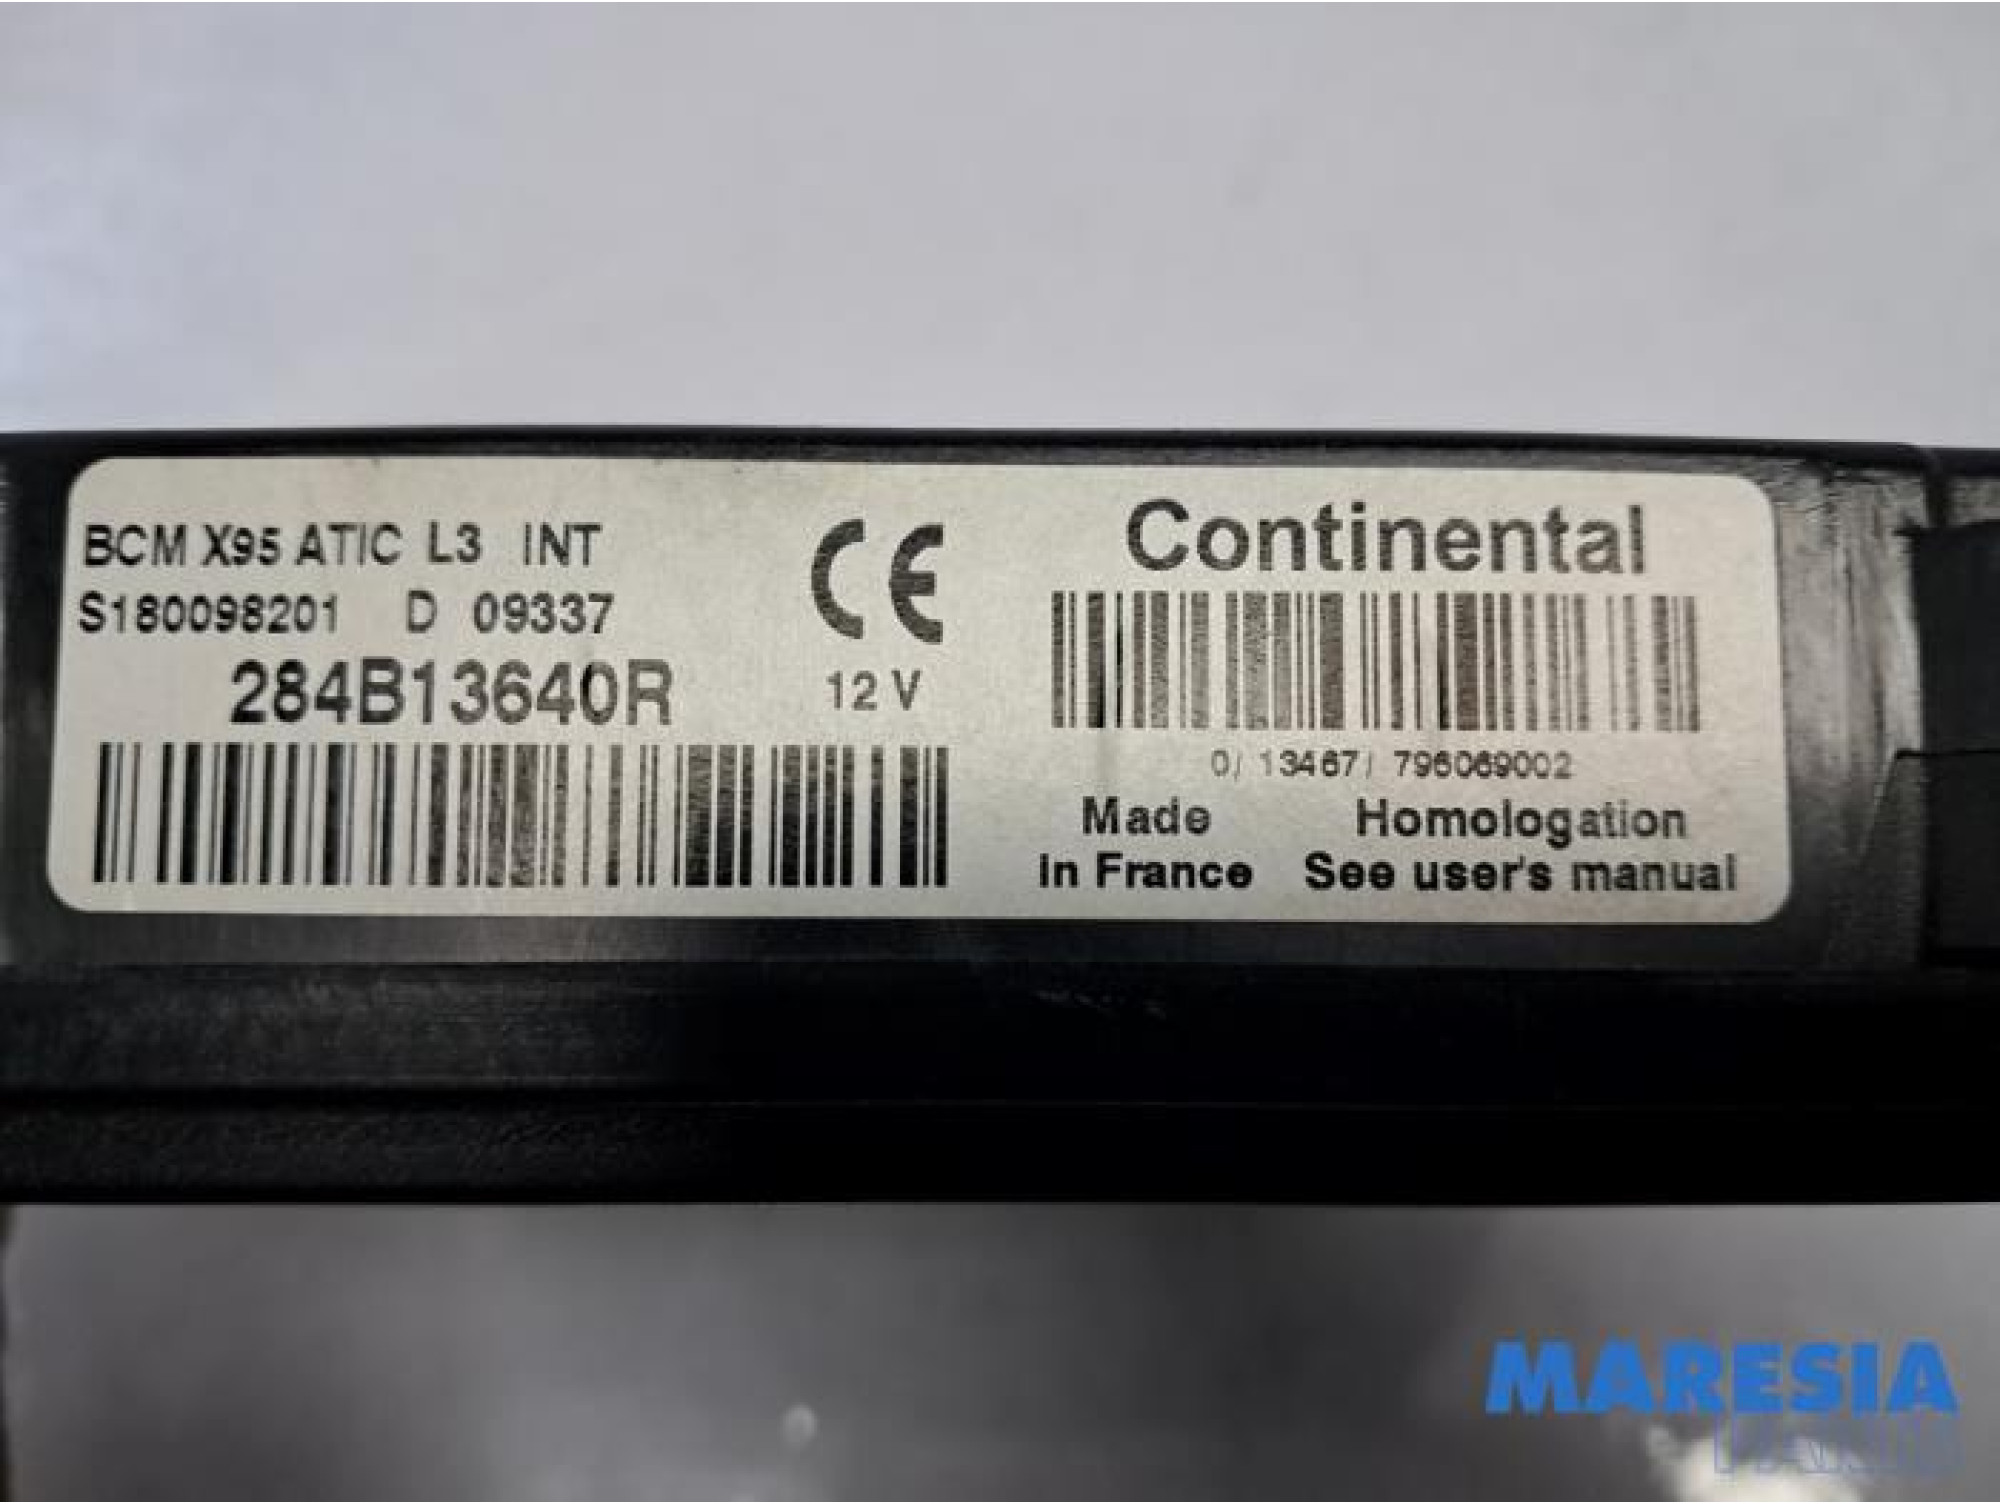 BCM X95 ATIC L3 INT
S180098201 D 09337
284B13640R
CE
12 V
Continental
0/ 13467/ 796069002
Made
in France
Homologation
See user's manual
MARESIA
PARTS